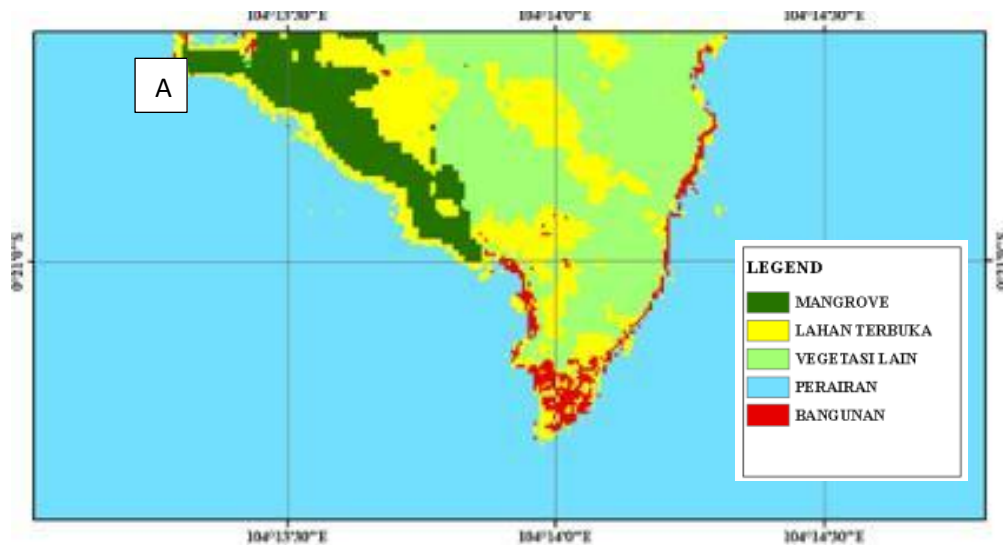 104°13'30"E 104°14'0"E 104°14'30"E
A
0°21'0"S 0°21'0"S
LEGEND
MANGROVE
LAHAN TERBUKA
VEGETASI LAIN
PERAIRAN
BANGUNAN
104°13'30"E 104°14'0"E 104°14'30"E